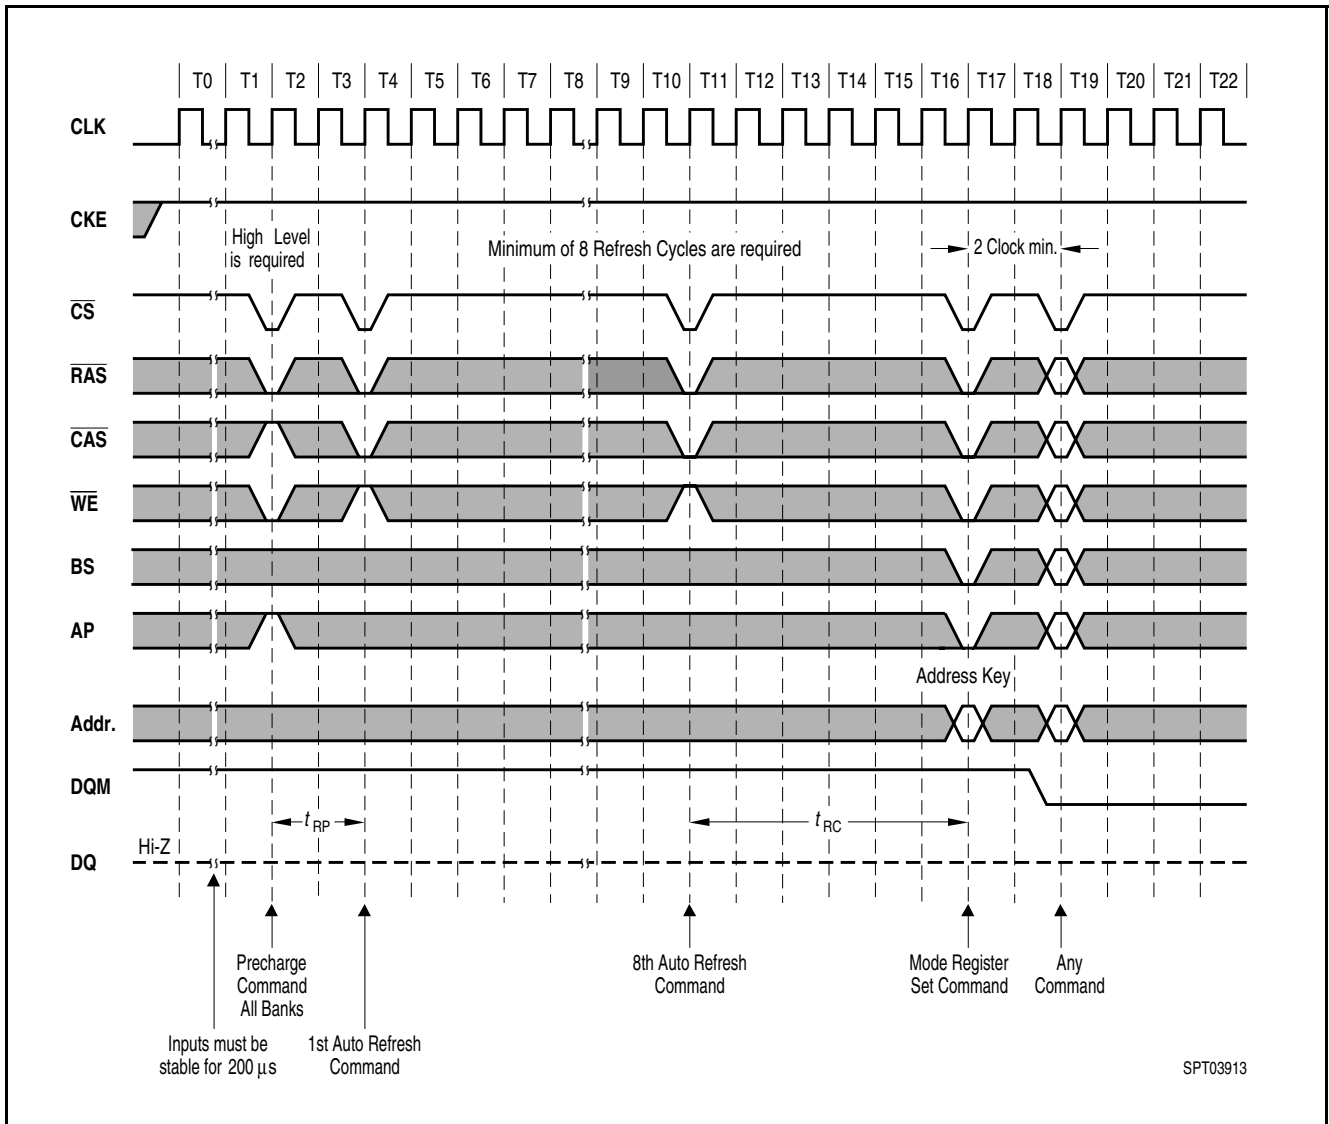 T0 T1 T2 T3 T4 T5 T6 T7 T8 T9 T10 T11 T12 T13 T14 T15 T16 T17 T18 T19 T20 T21 T22
CLK
CKE
High Level
is required
Minimum of 8 Refresh Cycles are required
2 Clock min.
CS
RAS
CAS
WE
BS
AP
Address Key
Addr.
DQM
tRP
tRC
Hi-Z
DQ
Precharge
Command
All Banks
8th Auto Refresh
Command
Mode Register
Set Command
Any
Command
Inputs must be
stable for 200 μs
1st Auto Refresh
Command
SPT03913